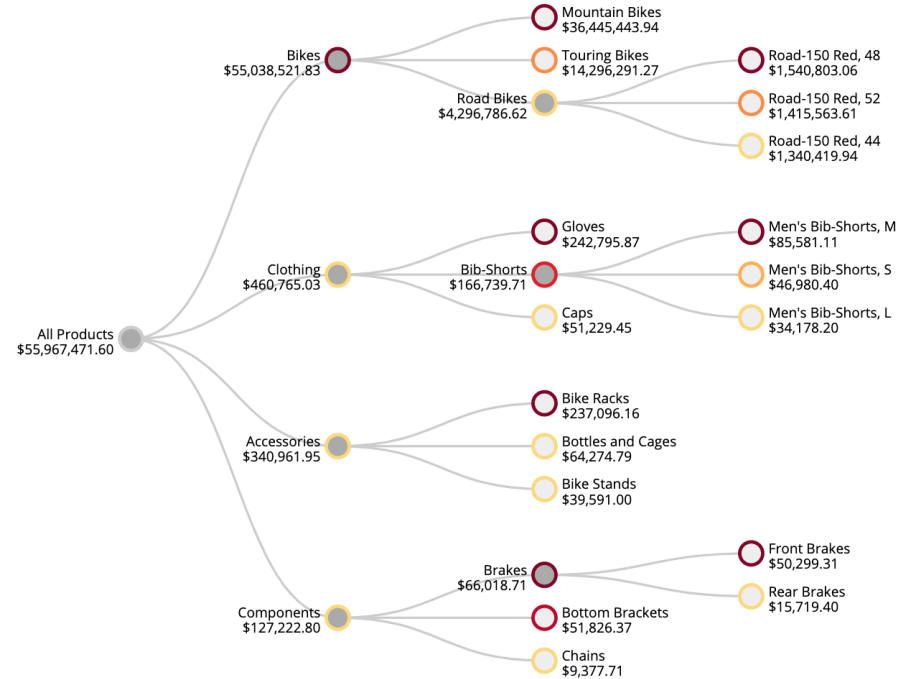 All Products
$55,967,471.60
Bikes
$55,038,521.83
Mountain Bikes
$36,445,443.94
Touring Bikes
$14,296,291.27
Road Bikes
$4,296,786.62
Road-150 Red, 48
$1,540,803.06
Road-150 Red, 52
$1,415,563.61
Road-150 Red, 44
$1,340,419.94
Clothing
$460,765.03
Gloves
$242,795.87
Bib-Shorts
$166,739.71
Men's Bib-Shorts, M
$85,581.11
Men's Bib-Shorts, S
$46,980.40
Men's Bib-Shorts, L
$34,178.20
Caps
$51,229.45
Accessories
$340,961.95
Bike Racks
$237,096.16
Bottles and Cages
$64,274.79
Bike Stands
$39,591.00
Components
$127,222.80
Brakes
$66,018.71
Front Brakes
$50,299.31
Rear Brakes
$15,719.40
Bottom Brackets
$51,826.37
Chains
$9,377.71